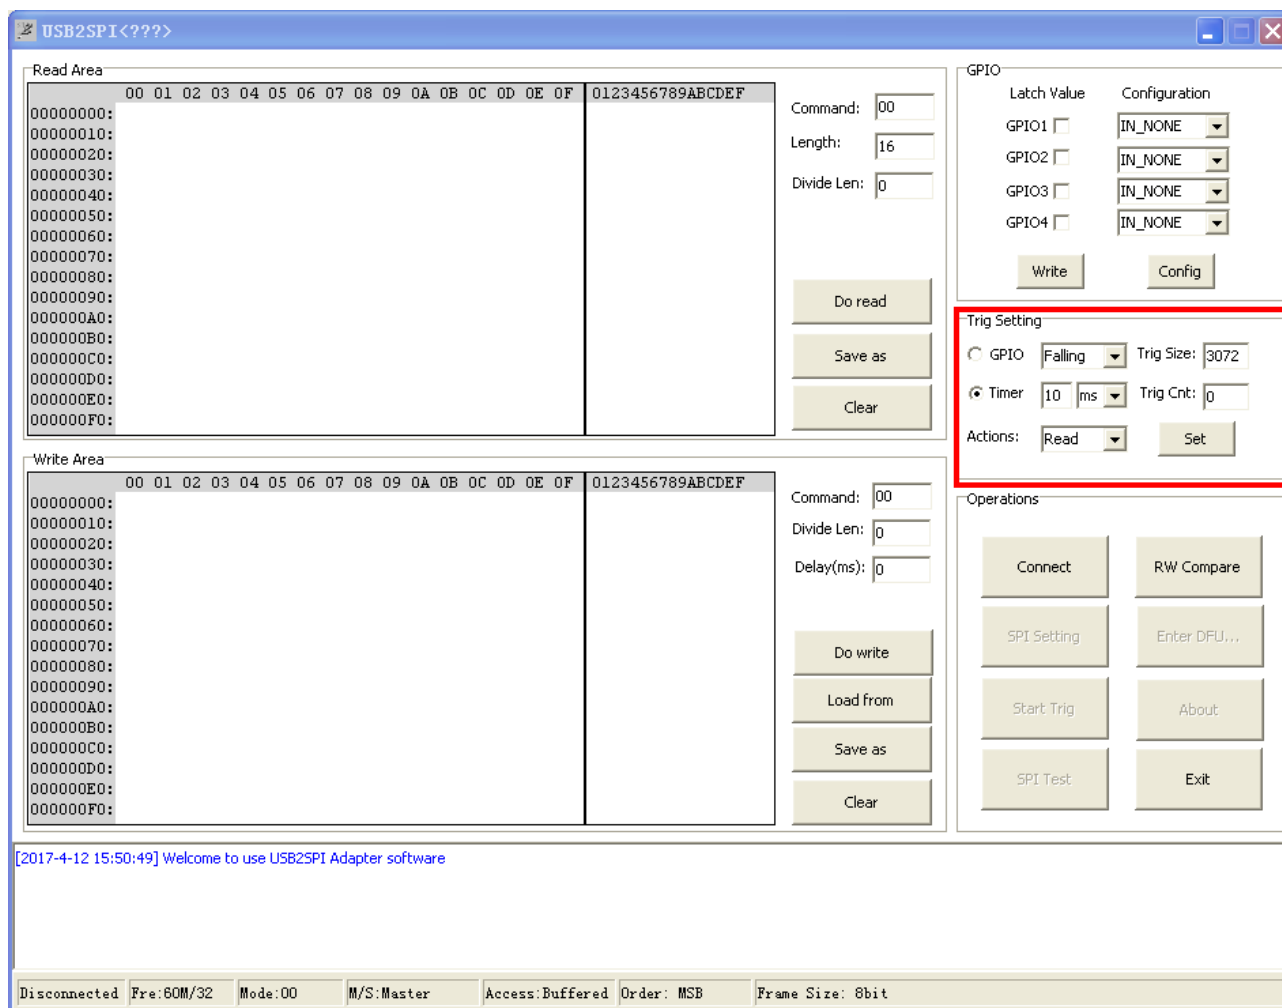 USB2SPI<???>
Read Area
00 01 02 03 04 05 06 07 08 09 0A 0B 0C 0D 0E 0F 0123456789ABCDEF
00000000:
00000010:
00000020:
00000030:
00000040:
00000050:
00000060:
00000070:
00000080:
00000090:
000000A0:
000000B0:
000000C0:
000000D0:
000000E0:
000000F0:
Command: 00
Length: 16
Divide Len: 0
Do read
Save as
Clear
Write Area
00 01 02 03 04 05 06 07 08 09 0A 0B 0C 0D 0E 0F 0123456789ABCDEF
00000000:
00000010:
00000020:
00000030:
00000040:
00000050:
00000060:
00000070:
00000080:
00000090:
000000A0:
000000B0:
000000C0:
000000D0:
000000E0:
000000F0:
Command: 00
Divide Len: 0
Delay(ms): 0
Do write
Load from
Save as
Clear
GPIO
Latch Value Configuration
GPIO1 IN_NONE
GPIO2 IN_NONE
GPIO3 IN_NONE
GPIO4 IN_NONE
Write Config
Trig Setting
GPIO Falling Trig Size: 3072
Timer 10 ms Trig Cnt: 0
Actions: Read Set
Operations
Connect RW Compare
SPI Setting Enter DFU...
Start Trig About
SPI Test Exit
[2017-4-12 15:50:49] Welcome to use USB2SPI Adapter software
Disconnected Fre:60M/32 Mode:00 M/S:Master Access:Buffered Order: MSB Frame Size: 8bit